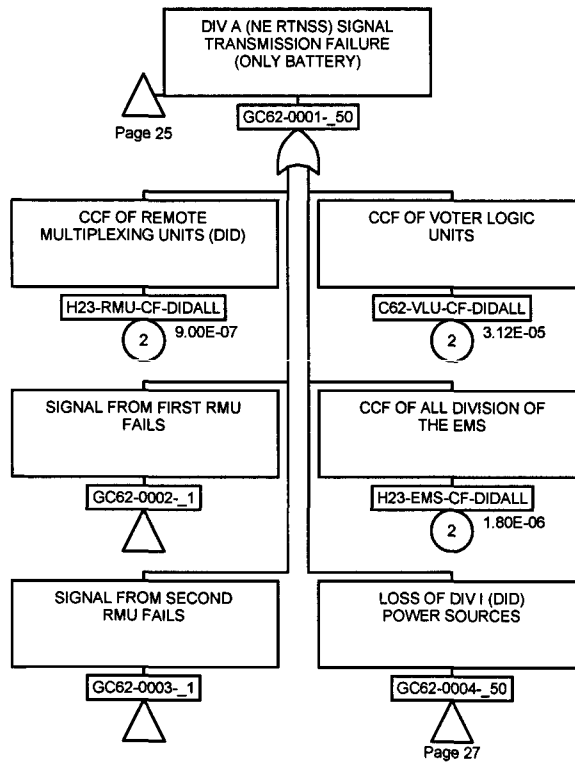 DIV A (NE RTNSS) SIGNAL
TRANSMISSION FAILURE
(ONLY BATTERY)
Page 25
GC62-0001-_50
CCF OF REMOTE
MULTIPLEXING UNITS (DID)
H23-RMU-CF-DIDALL
2
9.00E-07
CCF OF VOTER LOGIC
UNITS
C62-VLU-CF-DIDALL
2
3.12E-05
SIGNAL FROM FIRST RMU
FAILS
GC62-0002-_1
CCF OF ALL DIVISION OF
THE EMS
H23-EMS-CF-DIDALL
2
1.80E-06
SIGNAL FROM SECOND
RMU FAILS
GC62-0003-_1
LOSS OF DIV I (DID)
POWER SOURCES
GC62-0004-_50
Page 27